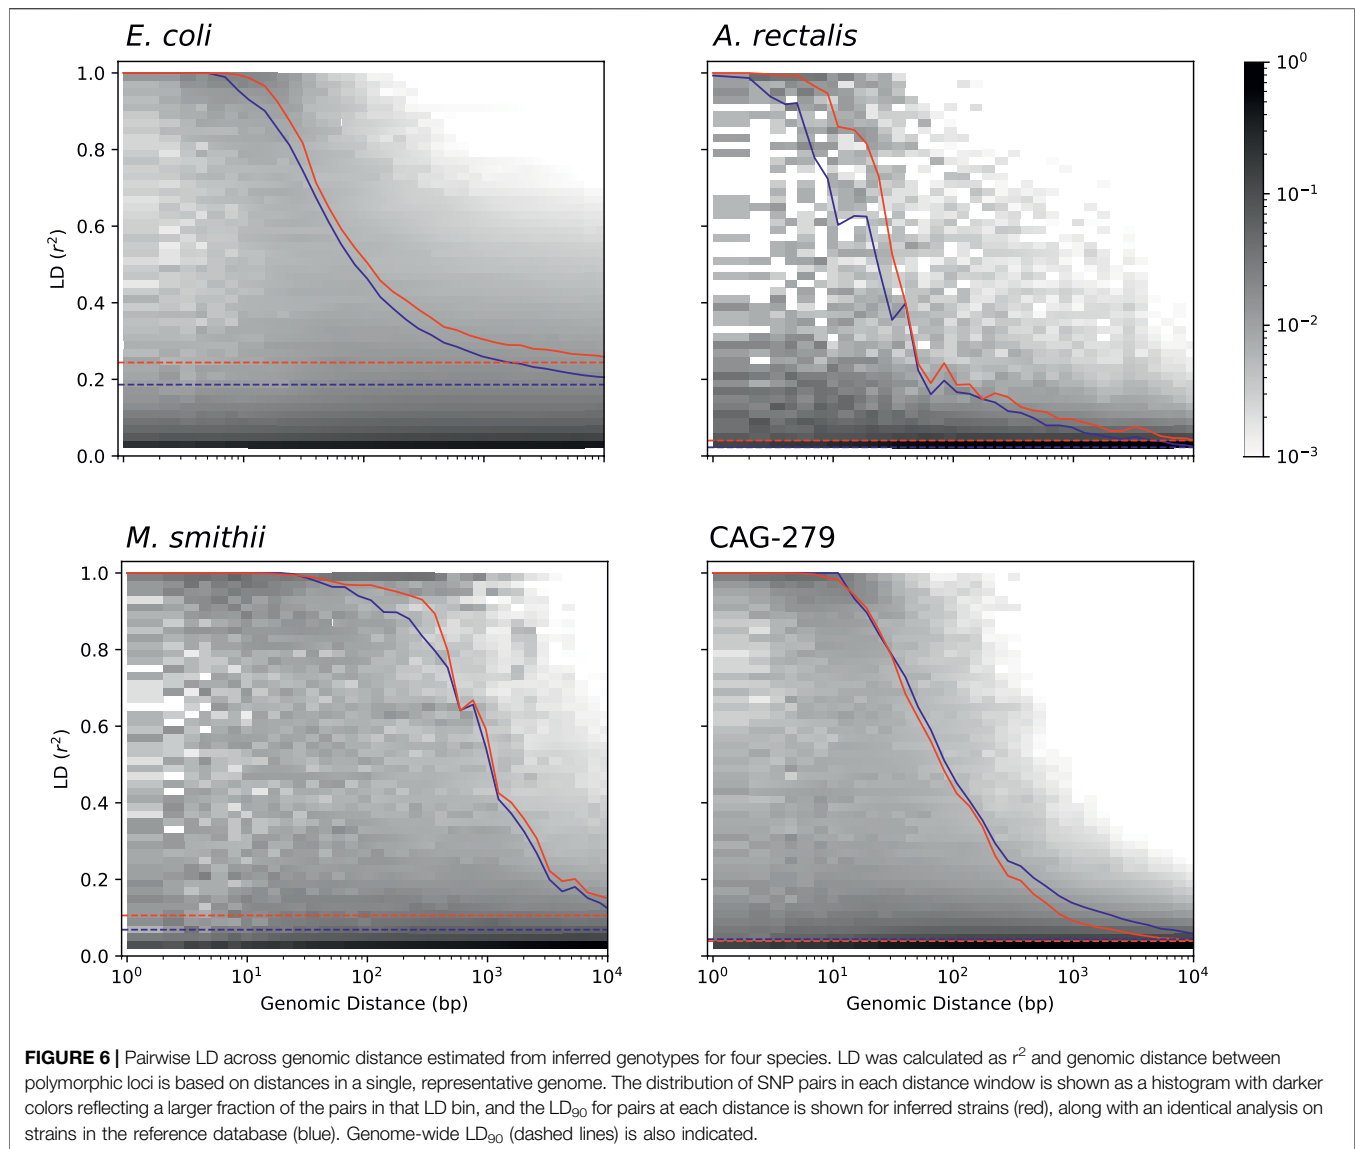 E. coli
A. rectalis
1.0
0.8
0.6
0.4
0.2
0.0
LD (r²)
10⁰
10⁻¹
10⁻²
10⁻³
M. smithii
CAG-279
1.0
0.8
0.6
0.4
0.2
0.0
LD (r²)
10⁰ 10¹ 10² 10³ 10⁴
10⁰ 10¹ 10² 10³ 10⁴
Genomic Distance (bp)
Genomic Distance (bp)
FIGURE 6 | Pairwise LD across genomic distance estimated from inferred genotypes for four species. LD was calculated as r² and genomic distance between
polymorphic loci is based on distances in a single, representative genome. The distribution of SNP pairs in each distance window is shown as a histogram with darker
colors reflecting a larger fraction of the pairs in that LD bin, and the LD₉₀ for pairs at each distance is shown for inferred strains (red), along with an identical analysis on
strains in the reference database (blue). Genome-wide LD₉₀ (dashed lines) is also indicated.